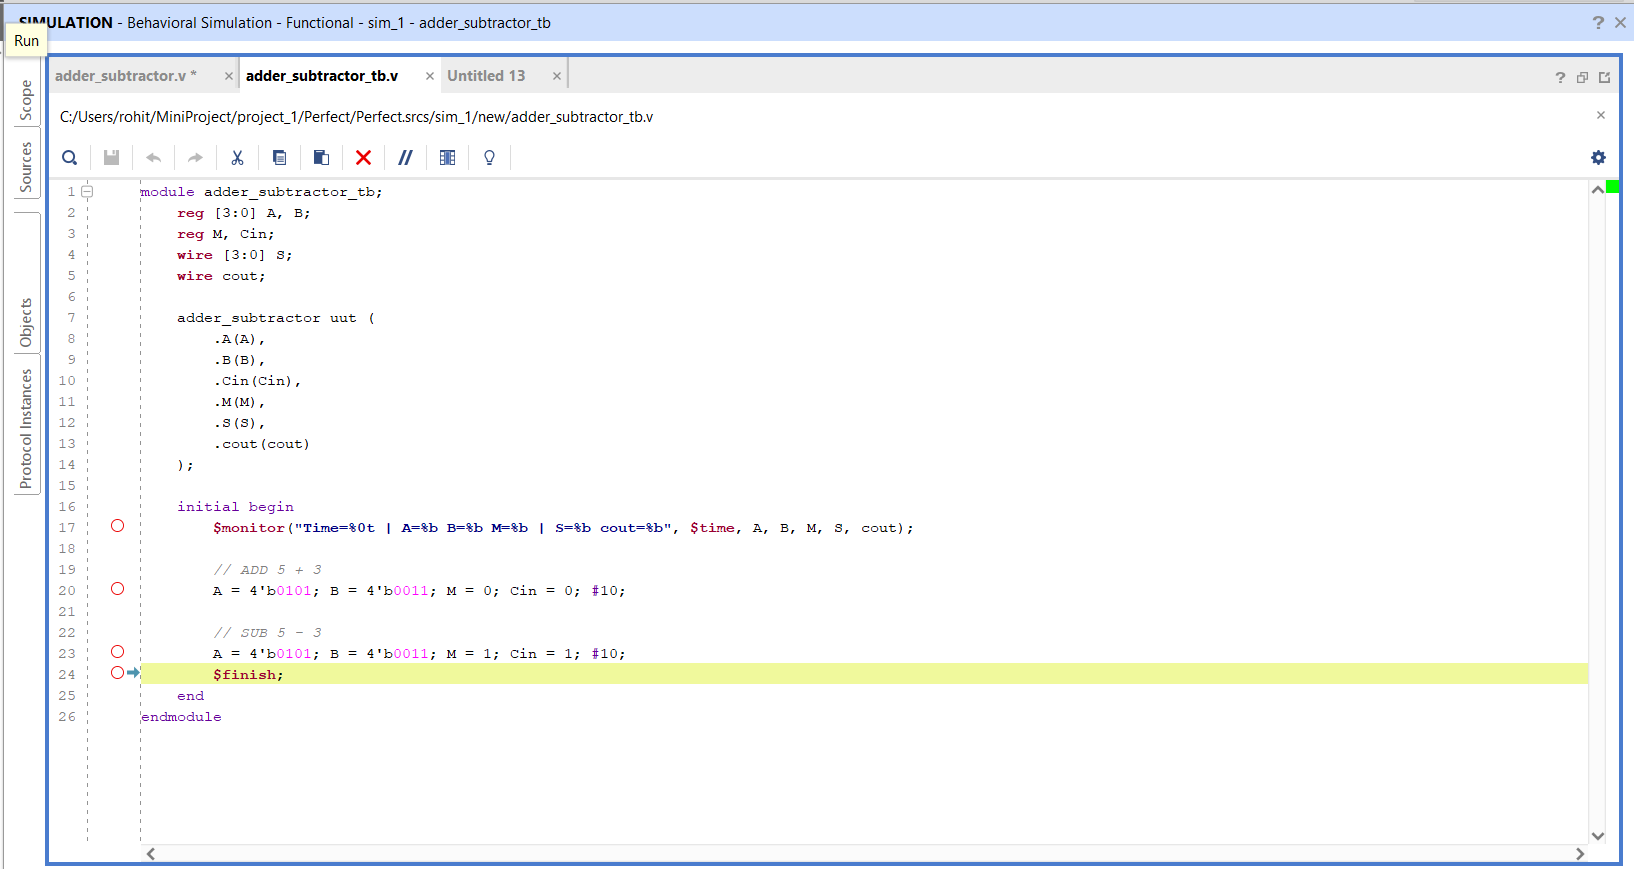 SIMULATION - Behavioral Simulation - Functional - sim_1 - adder_subtractor_tb
Run
adder_subtractor.v *
adder_subtractor_tb.v
Untitled 13
C:/Users/rohit/MiniProject/project_1/Perfect/Perfect.srcs/sim_1/new/adder_subtractor_tb.v
Scope
Sources
Objects
Protocol Instances
1 module adder_subtractor_tb;
2 reg [3:0] A, B;
3 reg M, Cin;
4 wire [3:0] S;
5 wire cout;
6
7 adder_subtractor uut (
8 .A(A),
9 .B(B),
10 .Cin(Cin),
11 .M(M),
12 .S(S),
13 .cout(cout)
14 );
15
16 initial begin
17 $monitor("Time=%0t | A=%b B=%b M=%b | S=%b cout=%b", $time, A, B, M, S, cout);
18
19 // ADD 5 + 3
20 A = 4'b0101; B = 4'b0011; M = 0; Cin = 0; #10;
21
22 // SUB 5 - 3
23 A = 4'b0101; B = 4'b0011; M = 1; Cin = 1; #10;
24 $finish;
25 end
26 endmodule